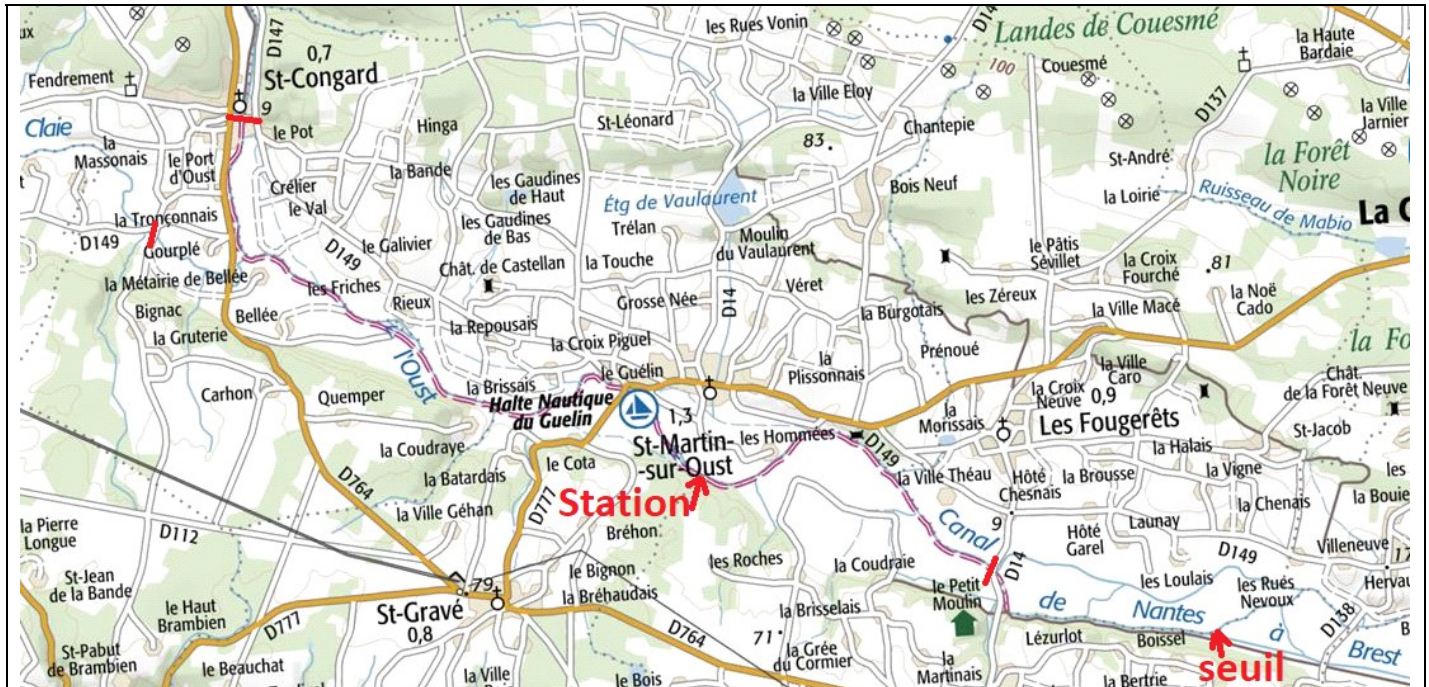 D147
les Rues Vonin
D14
Landes de Couesmé
la Haute
Bardaie
ux
0,7
St-Congard
Fendrement
100
Couesmé
9
la Ville Eloy
D137
la Ville
Jarnier
Claie
le Pot
Hinga
St-Léonard
Chantepie
83
la
Massonais
le Port
d'Oust
la Bande
St-André
la Forêt
Noire
Crélier
le Val
les Gaudines
de Haut
Étg de Vaulaurent
Bois Neuf
la Loirie
Ruisseau de Mabio
t
la Tronconnais
D149
Gourplé
les Gaudines
de Bas
Trélan
Moulin
du Vaulaurent
La G
le Galivier
D149
le Pâtis
Sévillet
la Croix
Fourché
81
la Métairie de Bellée
les Friches
Chât. de Castellan
la Touche
Véret
Bignac
Bellée
Rieux
Grosse Née
D14
les Zéreux
la Ville Macé
la Noë
Cado
la Gruterie
la Repousais
la Burgotais
la Croix Piguel
Prénoué
la Fo
l'Oust
la Brissais
le Guélin
la
Plissonnais
la Ville
Caro
Chât.
de la Forêt Neuve
Carhon
Quemper
Halte Nautique
du Guelin
la Croix
Neuve
0,9
1,3
la
Morissais
Les Fougerêts
St-Jacob
la Coudraye
St-Martin-
-sur-Oust
les Hommées
D149
la Halais
le Cota
la Batardais
la Ville Théau
Hôté
Chesnais
la Brousse
la Vigne
les
D764
Station
la Chenais
la Bouie
la Ville Géhan
D777
la Pierre
Longue
D112
Bréhon
Canal
9
Hôté
Garel
Launay
D149
Villeneuve
17
les Roches
la Coudraie
D14
St-Jean
de la Bande
le Bignon
79
la Bréhaudais
le Petit
Moulin
les Loulais
les Rués
Nevoux
Hervau
le Haut
Brambien
St-Gravé
0,8
la Brisselais
de
Nantes
à
D138
D777
D764
71
Lézurlot
Boissel
B
St-Pabut
de Brambien
la Grée
du Cormier
Brest
le Beauchat
la Ville
le Bois
la
Martinais
seuil
la Bertrie